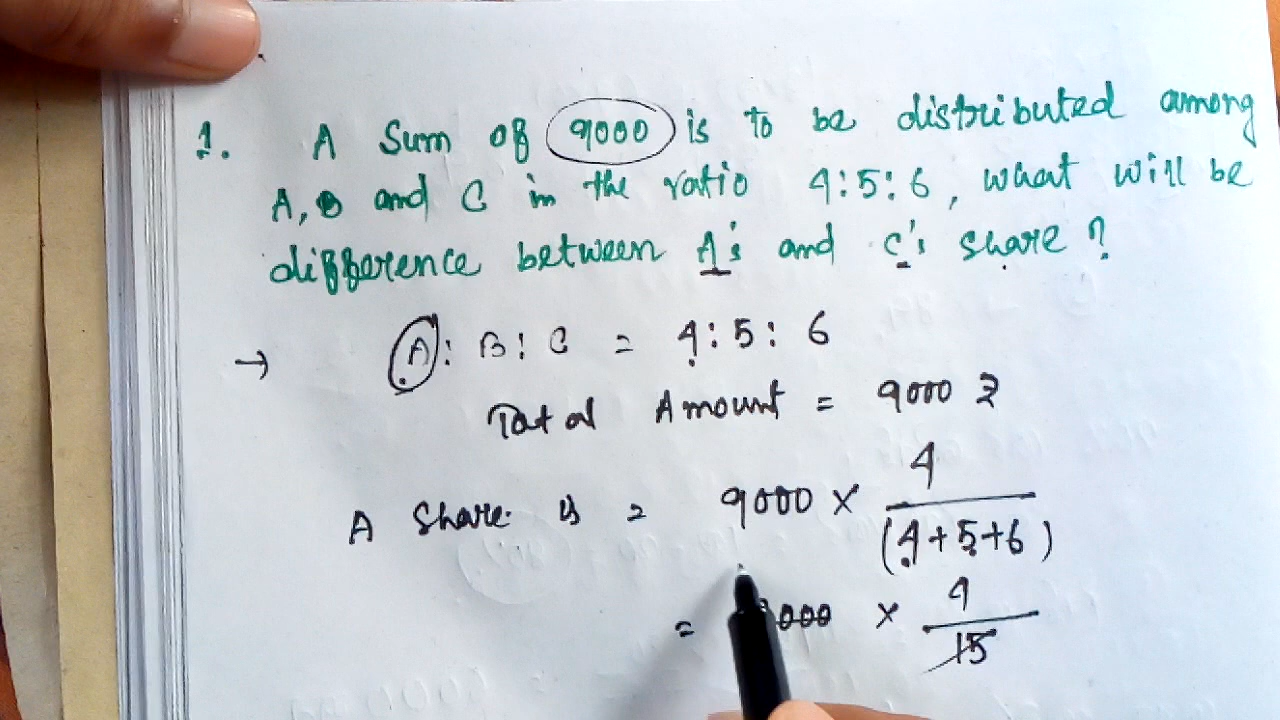 1. A Sum of 9000 is to be distributed among
A, B and C in the ratio 4:5:6, what will be
difference between A's and C's share ?
→ A : B : C = 4 : 5 : 6
Total Amount = 9000 ₹
A share is = 9000 × 4 / (4+5+6)
= 9000 × 4 / 15